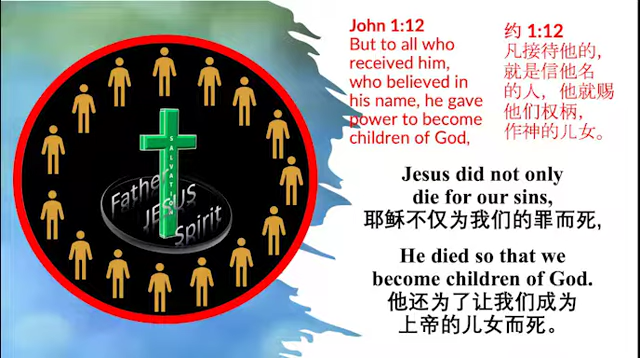 John 1:12
But to all who
received him,
who believed in
his name, he gave
power to become
children of God,
约 1:12
凡接待他的，
就是信他名
的人，他就赐
他们权柄，
作神的儿女。
SALVATION
Father
JESUS
Spirit
Jesus did not only
die for our sins,
耶稣不仅为我们的罪而死，
He died so that we
become children of God.
他还为了让我们成为
上帝的儿女而死。